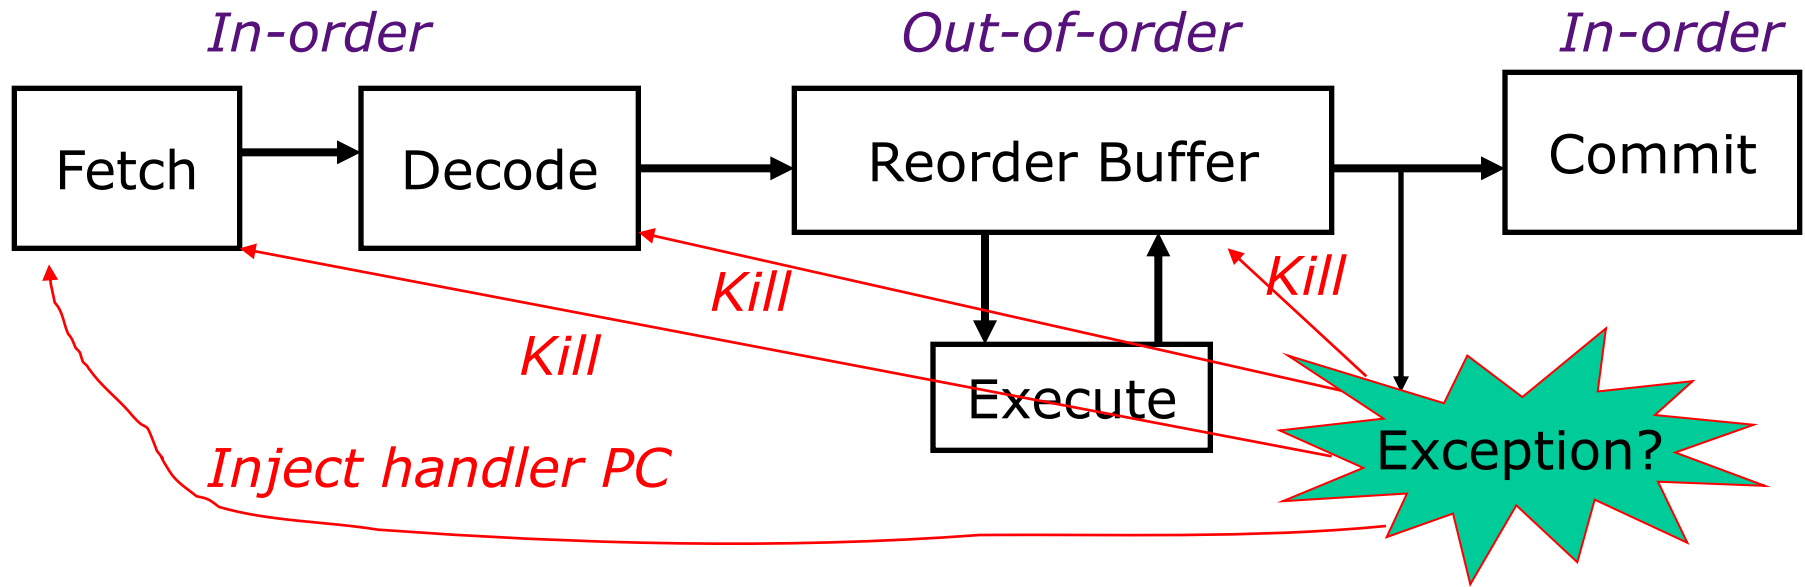 In-order
Out-of-order
In-order
Fetch
Decode
Reorder Buffer
Commit
Kill
Kill
Kill
Execute
Exception?
Inject handler PC